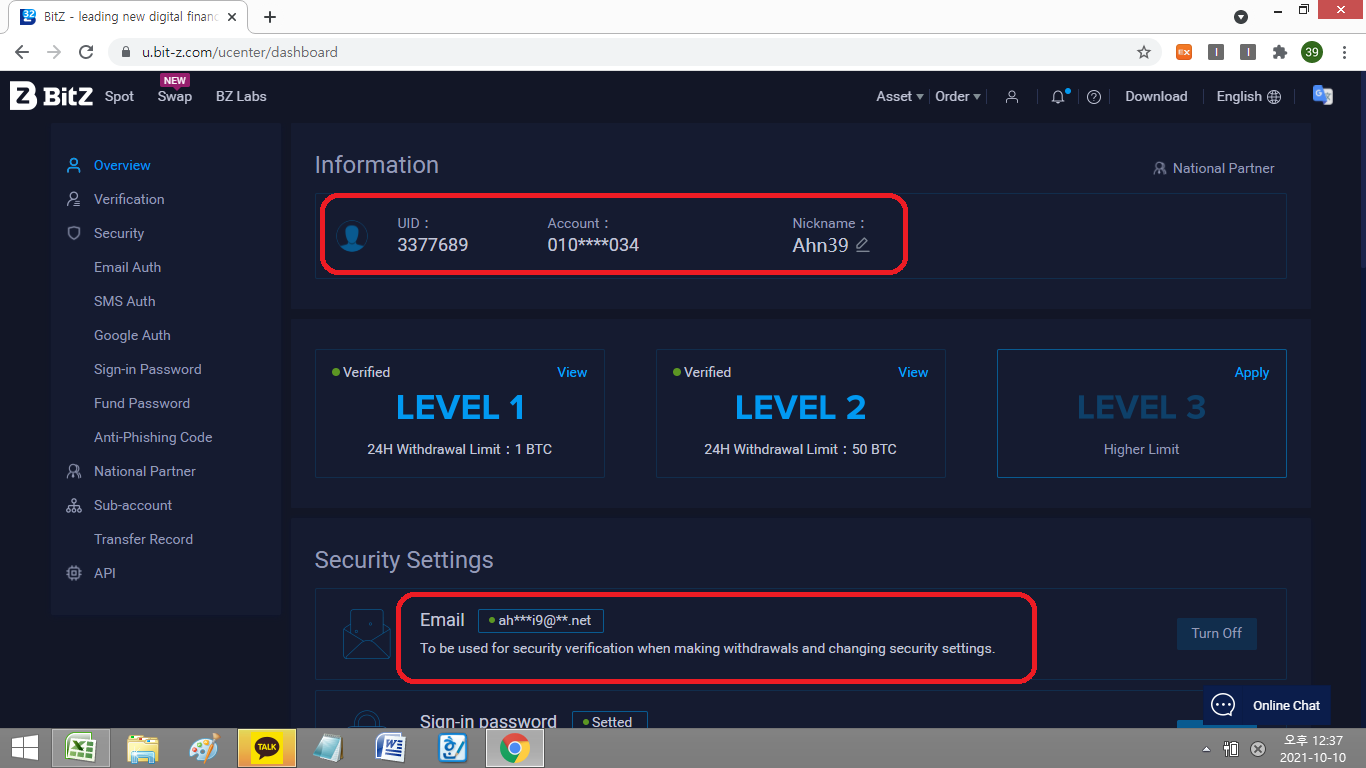 BitZ - leading new digital financ
u.bit-z.com/ucenter/dashboard
39
BitZ
Spot
NEW
Swap
BZ Labs
Asset
Order
Download
English
Overview
Verification
Security
Email Auth
SMS Auth
Google Auth
Sign-in Password
Fund Password
Anti-Phishing Code
National Partner
Sub-account
Transfer Record
API
Information
National Partner
UID :
3377689
Account :
010****034
Nickname :
Ahn39
Verified
View
LEVEL 1
24H Withdrawal Limit : 1 BTC
Verified
View
LEVEL 2
24H Withdrawal Limit : 50 BTC
Apply
LEVEL 3
Higher Limit
Security Settings
Email
ah***i9@**.net
To be used for security verification when making withdrawals and changing security settings.
Turn Off
Sign-in password
Setted
Online Chat
TALK
오후 12:37
2021-10-10